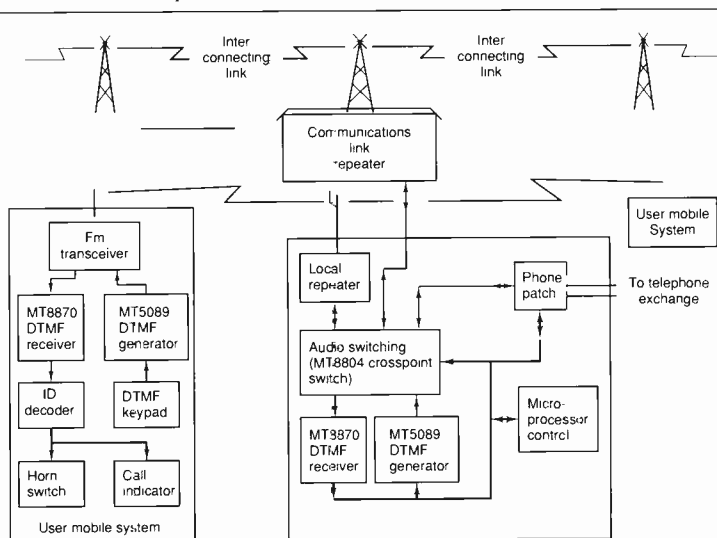 Inter
connecting
link
Inter
connecting
link
Communications
link
repeater
Fm
transceiver
MT8870
DTMF
receiver
MT5089
DTMF
generator
ID
decoder
DTMF
keypad
Horn
switch
Call
indicator
User mobile system
Local
repeater
Phone
patch
Audio switching
(MT8804 crosspoint
switch)
MT8870
DTMF
receiver
MT5089
DTMF
generator
Micro-
processor
control
User mobile
System
To telephone
exchange